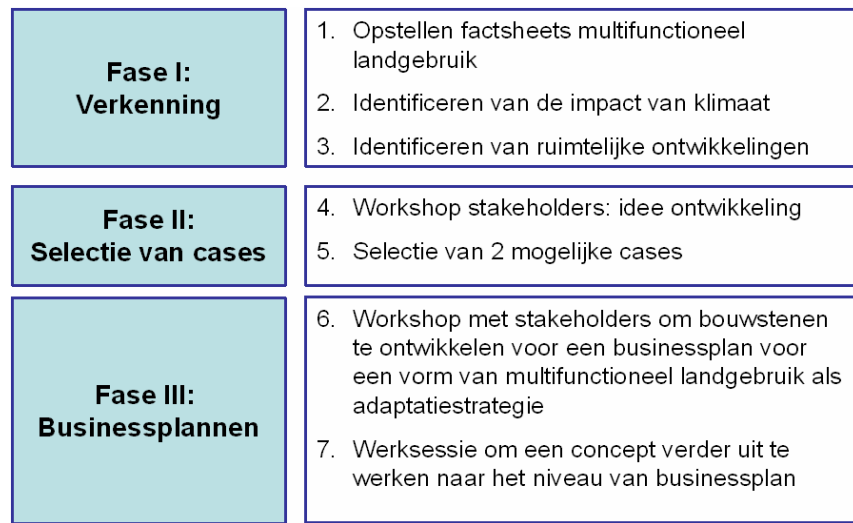 Fase I:
Verkenning
1. Opstellen factsheets multifunctioneel
landgebruik
2. Identificeren van de impact van klimaat
3. Identificeren van ruimtelijke ontwikkelingen
Fase II:
Selectie van cases
4. Workshop stakeholders: idee ontwikkeling
5. Selectie van 2 mogelijke cases
Fase III:
Businessplannen
6. Workshop met stakeholders om bouwstenen
te ontwikkelen voor een businessplan voor
een vorm van multifunctioneel landgebruik als
adaptatiestrategie
7. Werksessie om een concept verder uit te
werken naar het niveau van businessplan